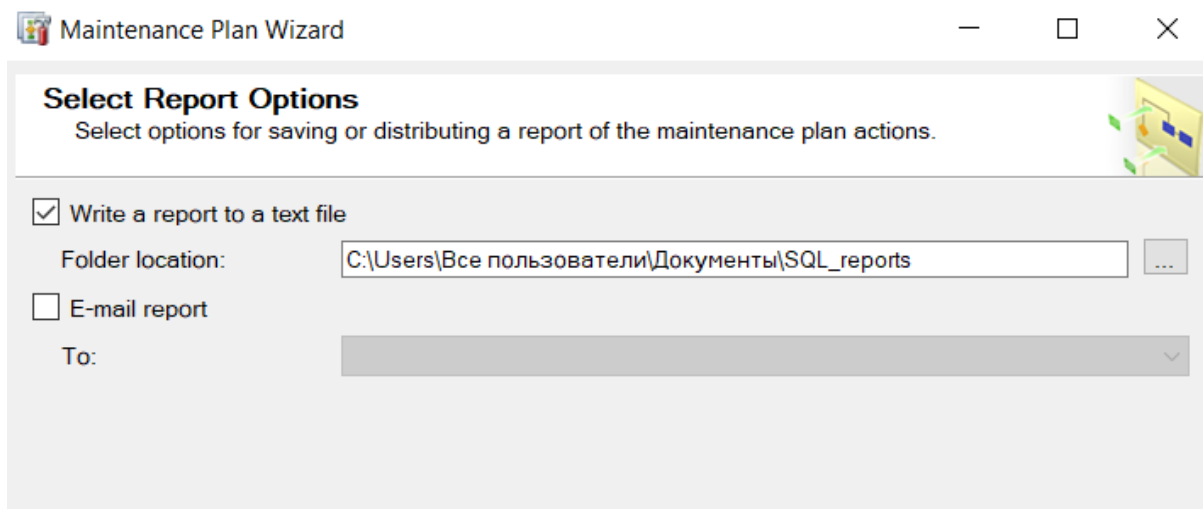 Maintenance Plan Wizard
Select Report Options
Select options for saving or distributing a report of the maintenance plan actions.
Write a report to a text file
Folder location: C:\Users\Все пользователи\Документы\SQL_reports ...
E-mail report
To: